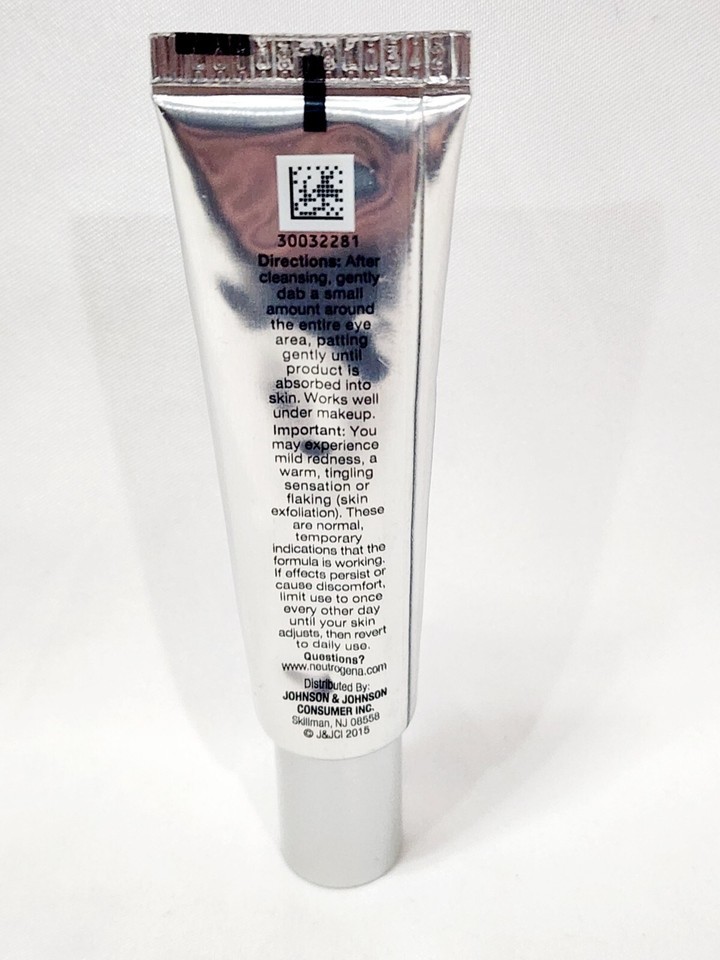 30032281
Directions: After
cleansing, gently
dab a small
amount around
the entire eye
area, patting
gently until
product is
absorbed into
skin. Works well
under makeup.
Important: You
may experience
mild redness, a
warm, tingling
sensation or
flaking (skin
exfoliation). These
are normal,
temporary
indications that the
formula is working.
If effects persist or
cause discomfort,
limit use to once
every other day
until your skin
adjusts, then revert
to daily use.
Questions?
www.neutrogena.com
Distributed By:
JOHNSON & JOHNSON
CONSUMER INC.
Skillman, NJ 08558
© J&JCI 2015